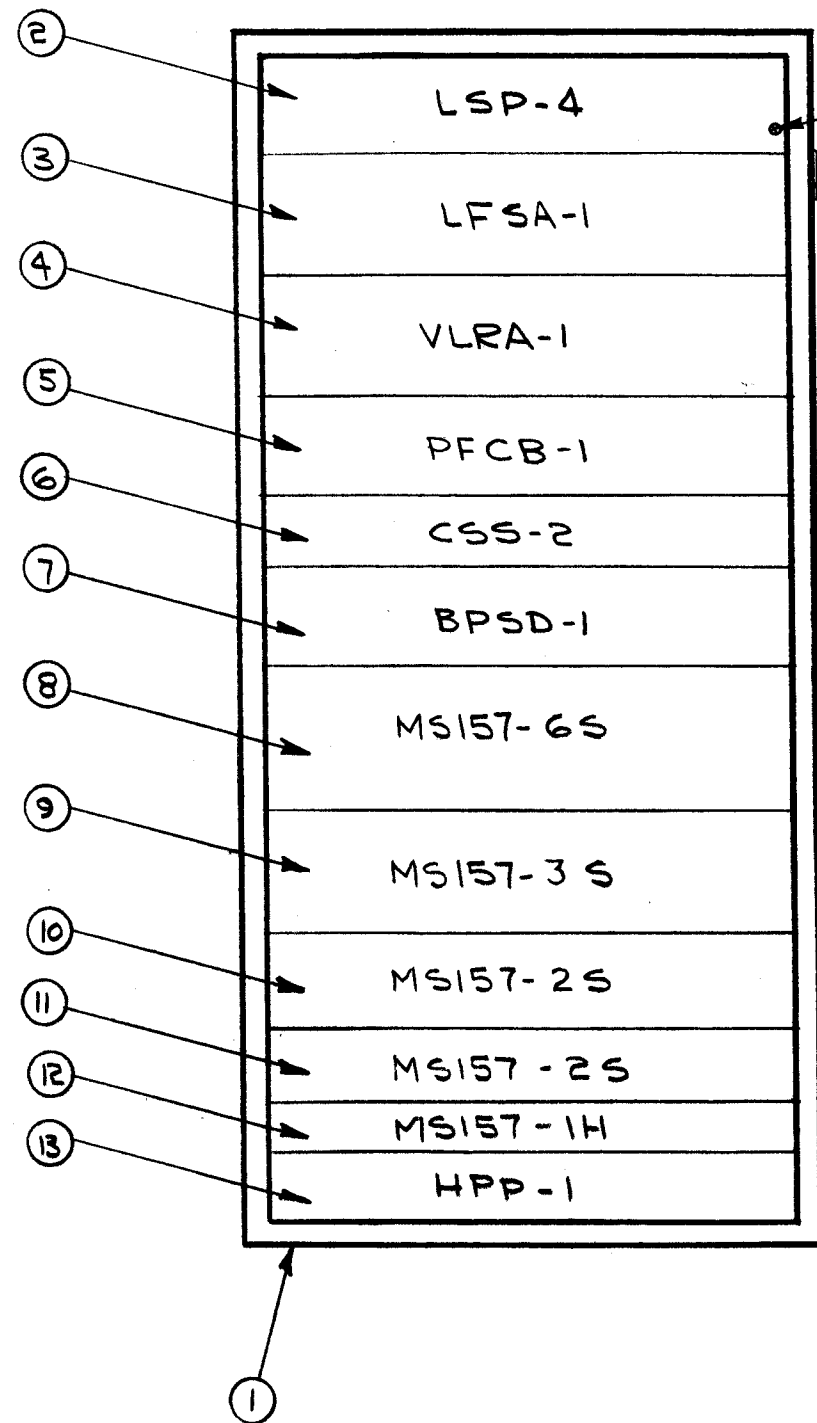 2 LSP-4
3 LFSA-1
4 VLRA-1
5 PFCB-1
6 CSS-2
7 BPSD-1
8 MS157-6S
9 MS157-3S
10 MS157-2S
11 MS157-2S
12 MS157-1H
13 HPP-1
1